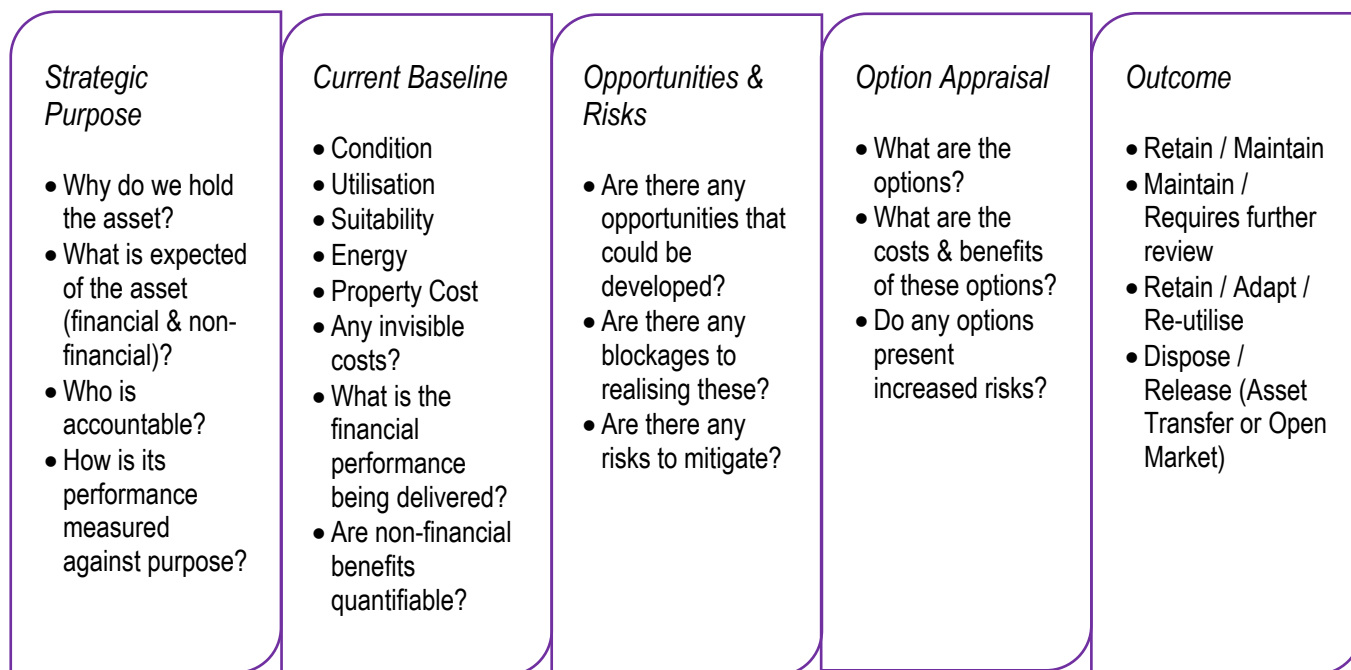 Strategic
Purpose
• Why do we hold
the asset?
• What is expected
of the asset
(financial & non-
financial)?
• Who is
accountable?
• How is its
performance
measured
against purpose?
Current Baseline
• Condition
• Utilisation
• Suitability
• Energy
• Property Cost
• Any invisible
costs?
• What is the
financial
performance
being delivered?
• Are non-financial
benefits
quantifiable?
Opportunities &
Risks
• Are there any
opportunities that
could be
developed?
• Are there any
blockages to
realising these?
• Are there any
risks to mitigate?
Option Appraisal
• What are the
options?
• What are the
costs & benefits
of these options?
• Do any options
present
increased risks?
Outcome
• Retain / Maintain
• Maintain /
Requires further
review
• Retain / Adapt /
Re-utilise
• Dispose /
Release (Asset
Transfer or Open
Market)